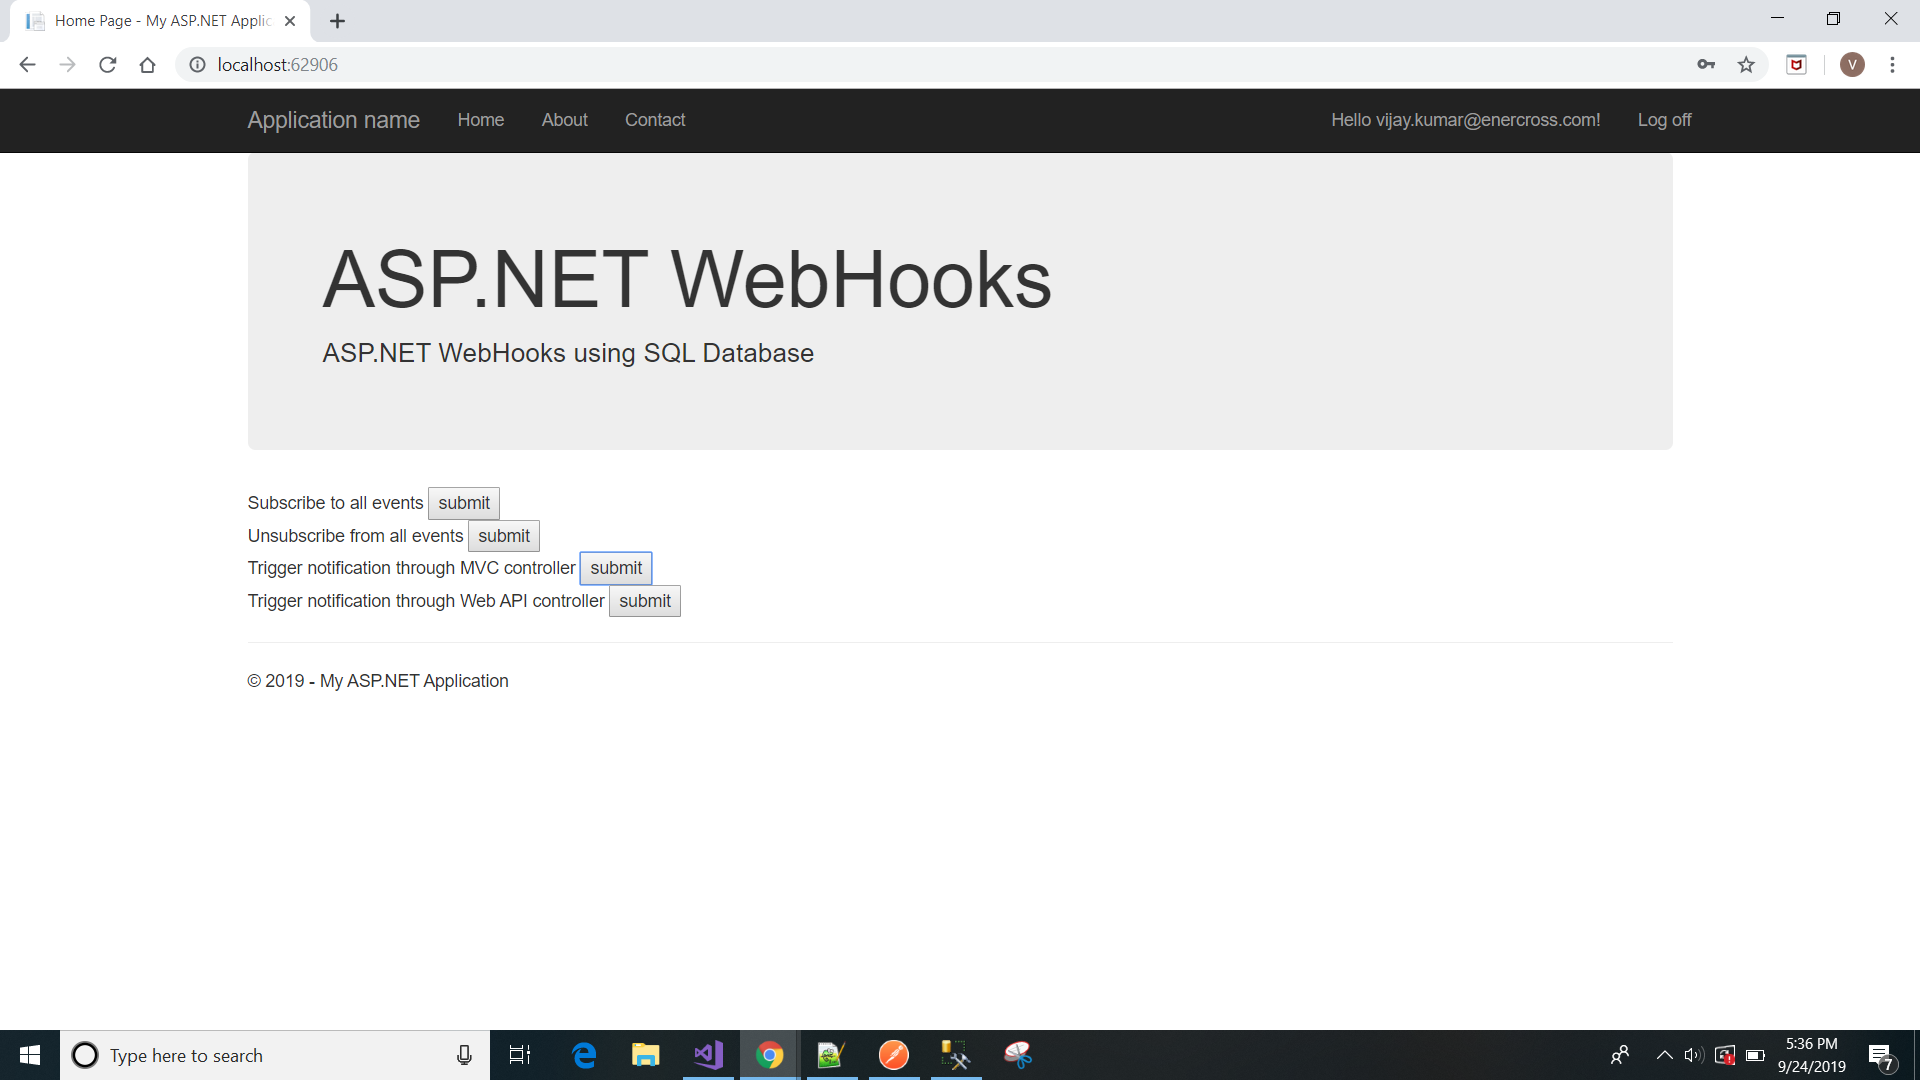 Home Page - My ASP.NET Applic
localhost:62906
V
Application name Home About Contact Hello vijay.kumar@enercross.com! Log off
ASP.NET WebHooks
ASP.NET WebHooks using SQL Database
Subscribe to all events submit
Unsubscribe from all events submit
Trigger notification through MVC controller submit
Trigger notification through Web API controller submit
© 2019 - My ASP.NET Application
Type here to search
5:36 PM
9/24/2019
7